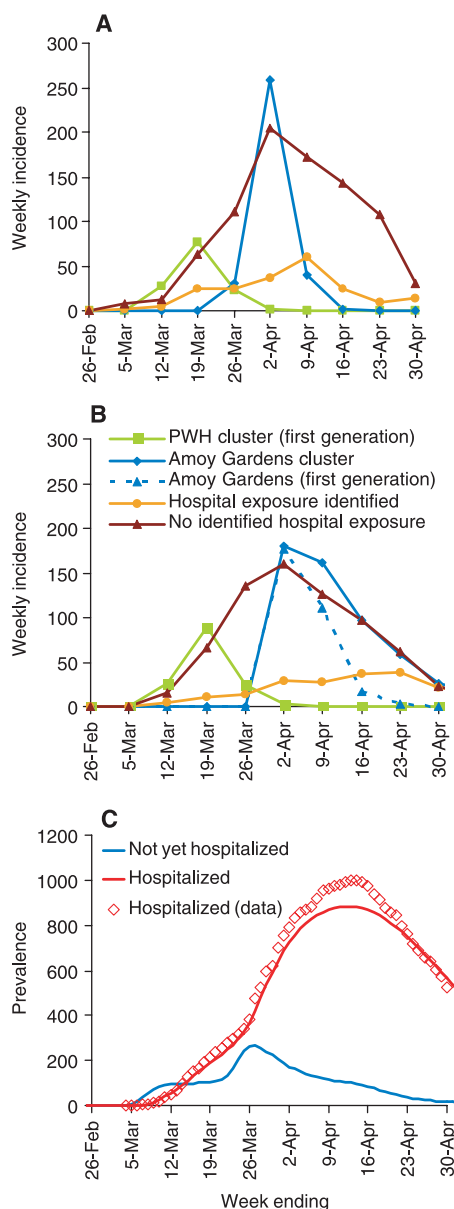 A
300
250
200
150
100
50
0
Weekly incidence
26-Feb
5-Mar
12-Mar
19-Mar
26-Mar
2-Apr
9-Apr
16-Apr
23-Apr
30-Apr
B
300
250
200
150
100
50
0
Weekly incidence
PWH cluster (first generation)
Amoy Gardens cluster
Amoy Gardens (first generation)
Hospital exposure identified
No identified hospital exposure
26-Feb
5-Mar
12-Mar
19-Mar
26-Mar
2-Apr
9-Apr
16-Apr
23-Apr
30-Apr
C
1200
1000
800
600
400
200
0
Prevalence
Not yet hospitalized
Hospitalized
Hospitalized (data)
26-Feb
5-Mar
12-Mar
19-Mar
26-Mar
2-Apr
9-Apr
16-Apr
23-Apr
30-Apr
Week ending